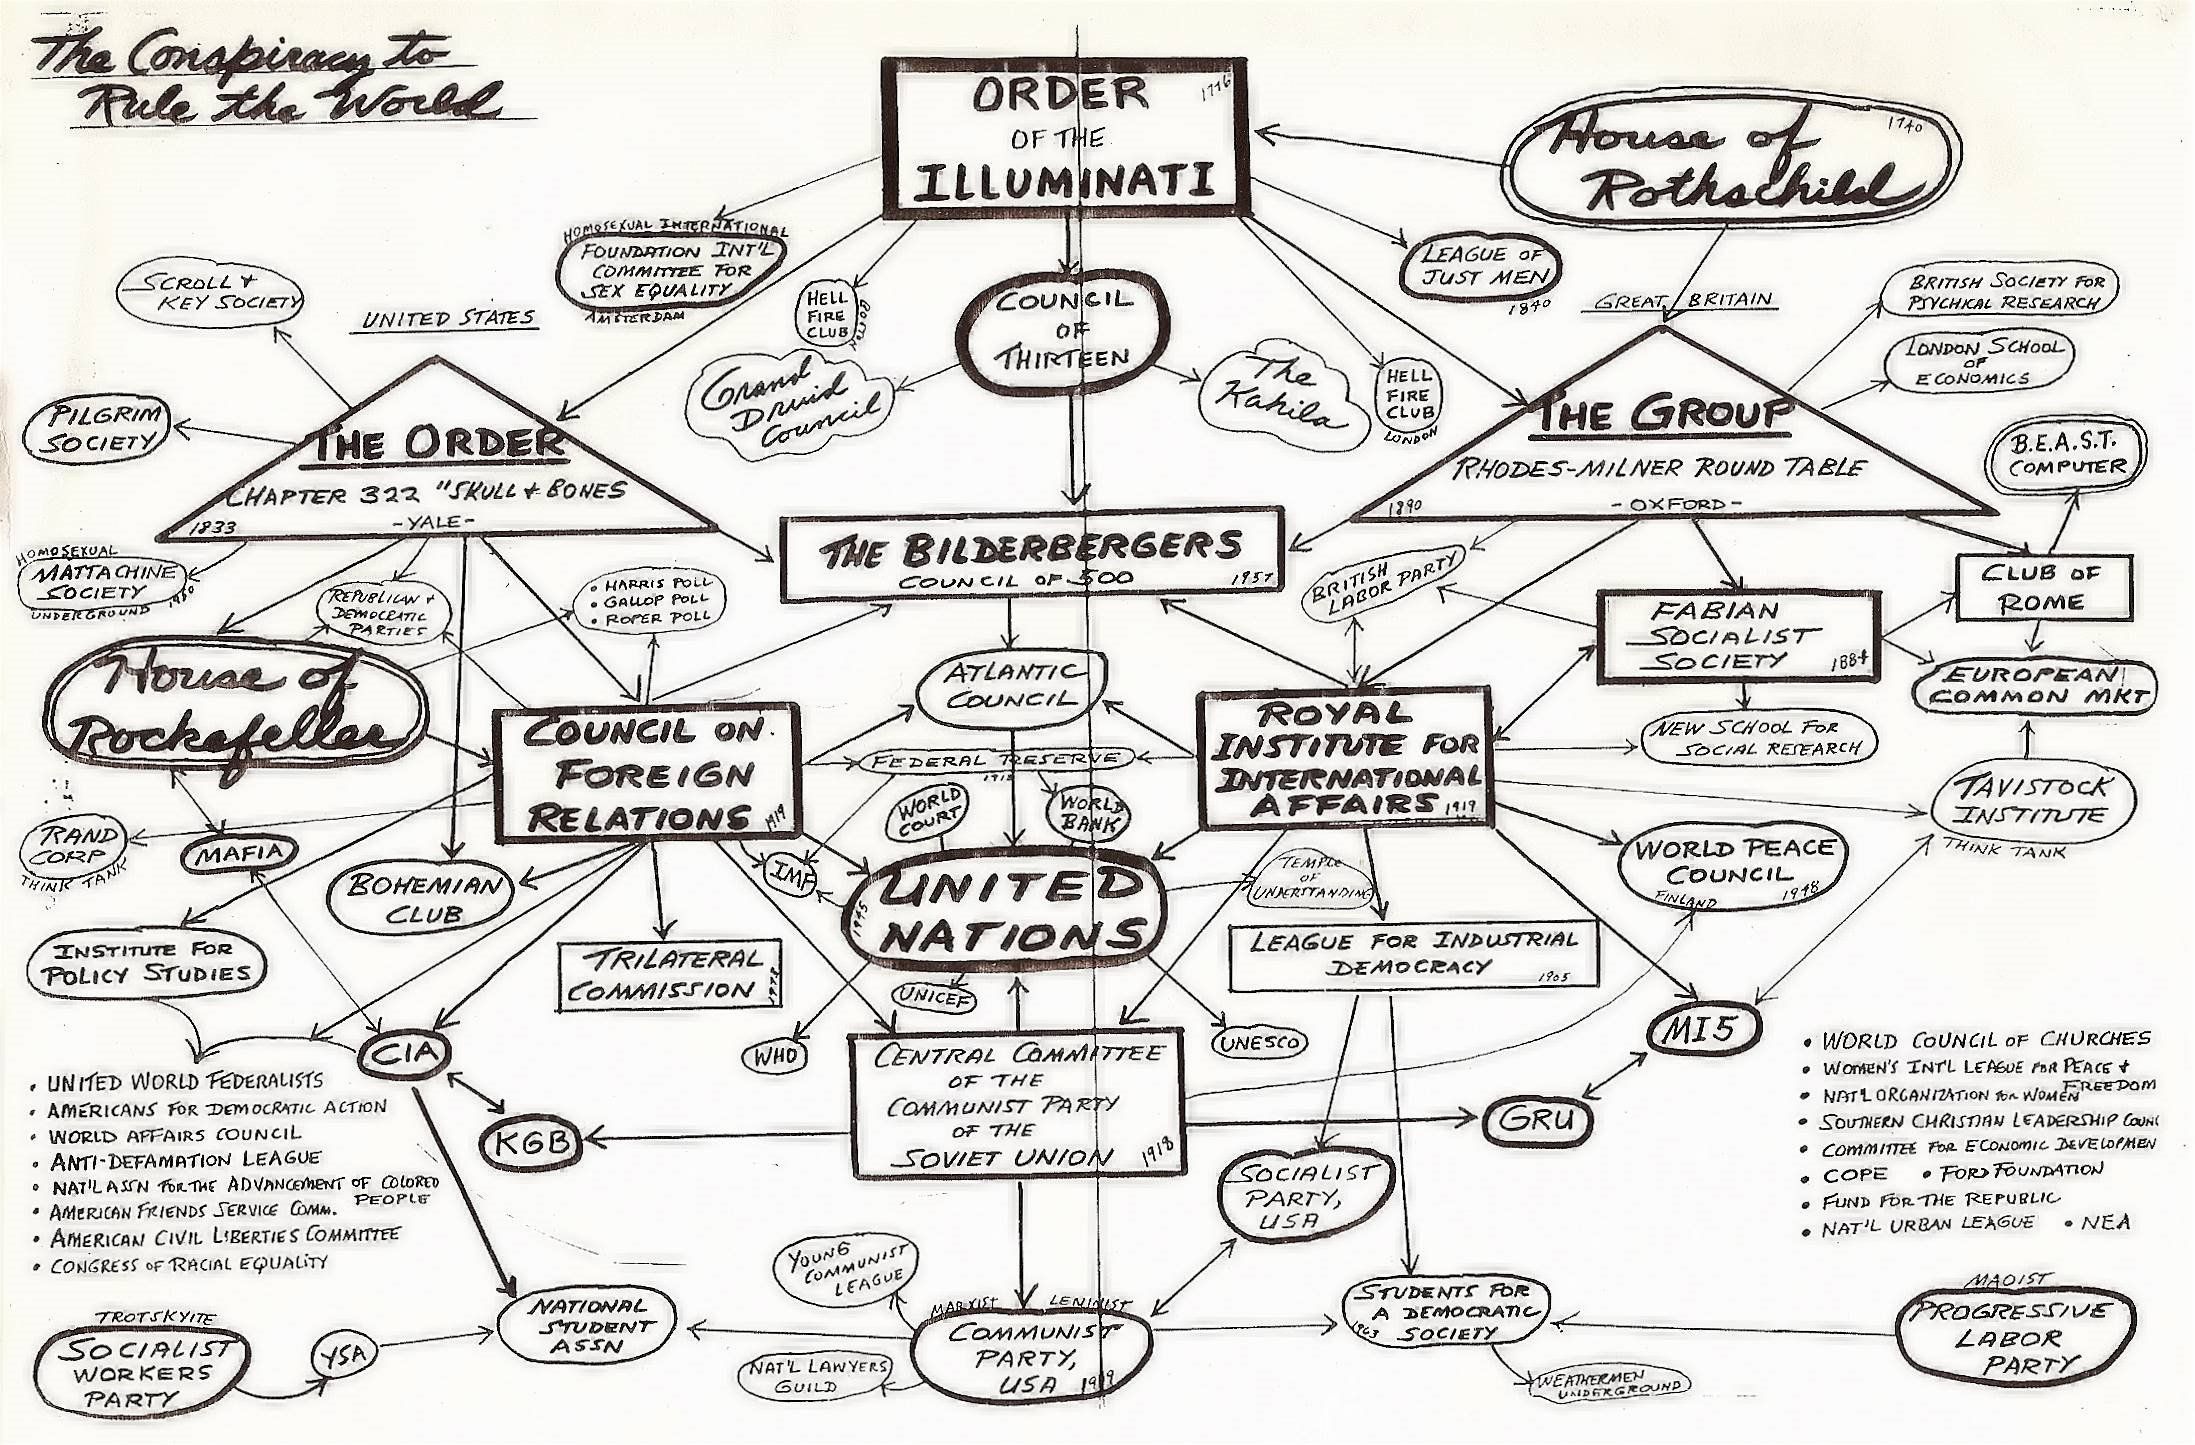 The Conspiracy to
Rule the World
ORDER
1776
OF THE
ILLUMINATI
House of
1740
Rothschild
HOMOSEXUAL INTERNATIONAL
FOUNDATION INT'L
COMMITTEE FOR
SEX EQUALITY
AMSTERDAM
HELL
FIRE
CLUB
BOSTON
COUNCIL
OF
THIRTEEN
LEAGUE OF
JUST MEN
1840
SCROLL &
KEY SOCIETY
UNITED STATES
GREAT BRITAIN
BRITISH SOCIETY FOR
PSYCHICAL RESEARCH
LONDON SCHOOL
OF
ECONOMICS
PILGRIM
SOCIETY
Grand
Druid
Council
The
Kahila
HELL
FIRE
CLUB
LONDON
THE ORDER
CHAPTER 322 "SKULL & BONES
1833
-YALE-
THE GROUP
RHODES-MILNER ROUND TABLE
1890
-OXFORD-
B.E.A.S.T.
COMPUTER
THE BILDERBERGERS
COUNCIL OF 500
1957
HOMOSEXUAL
MATTACHINE
SOCIETY
UNDERGROUND 1950
REPUBLICAN &
DEMOCRATIC
PARTIES
• HARRIS POLL
• GALLOP POLL
• ROPER POLL
BRITISH
LABOR PARTY
FABIAN
SOCIALIST
SOCIETY
1884
CLUB OF
ROME
EUROPEAN
COMMON MKT
House of
Rockefeller
COUNCIL ON
FOREIGN
RELATIONS
1919
ATLANTIC
COUNCIL
FEDERAL RESERVE
WORLD
COURT
WORLD
BANK
ROYAL
INSTITUTE FOR
INTERNATIONAL
AFFAIRS
1919
NEW SCHOOL FOR
SOCIAL RESEARCH
TAVISTOCK
INSTITUTE
THINK TANK
RAND
CORP
THINK TANK
MAFIA
BOHEMIAN
CLUB
IMF
UNITED
NATIONS
1945
TEMPLE
OF
UNDERSTANDING
WORLD PEACE
COUNCIL
FINLAND
1948
INSTITUTE FOR
POLICY STUDIES
TRILATERAL
COMMISSION
LEAGUE FOR INDUSTRIAL
DEMOCRACY
1905
UNICEF
WHO
UNESCO
CIA
MI5
CENTRAL COMMITTEE
OF THE
COMMUNIST PARTY
OF THE
SOVIET UNION
1918
KGB
GRU
• UNITED WORLD FEDERALISTS
• AMERICANS FOR DEMOCRATIC ACTION
• WORLD AFFAIRS COUNCIL
• ANTI-DEFAMATION LEAGUE
• NAT'L ASSN FOR THE ADVANCEMENT OF COLORED
PEOPLE
• AMERICAN FRIENDS SERVICE COMM.
• AMERICAN CIVIL LIBERTIES COMMITTEE
• CONGRESS OF RACIAL EQUALITY
• WORLD COUNCIL OF CHURCHES
• WOMEN'S INT'L LEAGUE FOR PEACE &
FREEDOM
• NAT'L ORGANIZATION FOR WOMEN
• SOUTHERN CHRISTIAN LEADERSHIP COUNC
• COMMITTEE FOR ECONOMIC DEVELOPMEN
• COPE • FORD FOUNDATION
• FUND FOR THE REPUBLIC
• NAT'L URBAN LEAGUE • NEA
SOCIALIST
PARTY,
USA
YOUNG
COMMUNIST
LEAGUE
NATIONAL
STUDENT
ASSN
STUDENTS FOR
A DEMOCRATIC
SOCIETY
1963
TROTSKYITE
SOCIALIST
WORKERS
PARTY
YSA
MARXIST LENINIST
COMMUNIST
PARTY,
USA
1919
NAT'L LAWYERS
GUILD
WEATHERMEN
UNDERGROUND
MAOIST
PROGRESSIVE
LABOR
PARTY